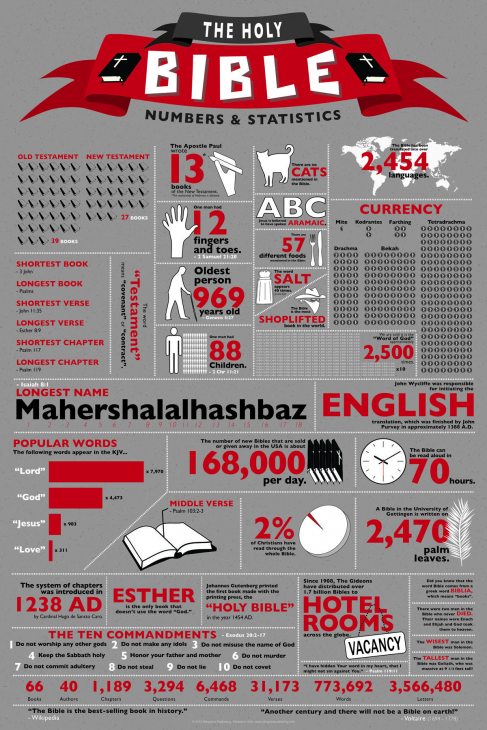 THE HOLY
BIBLE
NUMBERS & STATISTICS
OLD TESTAMENT NEW TESTAMENT
27 BOOKS
39 BOOKS
The Apostle Paul
wrote
13
books
of the New Testament.
There are no
CATS
mentioned in
the Bible.
The Bible has been
translated into over
2,454
languages.
One man had
12
fingers
and toes.
- 2 Samuel 21:20
ABC
ARAMAIC.
There are
57
different foods
mentioned in the Bible.
CURRENCY
Mite Kodrantes Farthing Tetradrachma
Drachma Bekah
SHORTEST BOOK
- 3 John
LONGEST BOOK
- Psalms
SHORTEST VERSE
- John 11:35
LONGEST VERSE
- Esther 8:9
SHORTEST CHAPTER
- Psalm 117
LONGEST CHAPTER
- Psalm 119
The word
"Testament"
means "covenant" or "contract".
Oldest
person
969
years old
- Genesis 5:27
The word
SALT
appears
The Bible
is the most
SHOPLIFTED
book in the world.
One man had
88
Children.
- 2 Chr 11:21
"Word of God"
2,500
times.
x10
- Isaiah 8:1
LONGEST NAME
Mahershalalhashbaz
2 3 4 5 6 7 8 9 10 11 12 13 14 15 16 17 18
John Wycliffe was responsible
for initiating the
ENGLISH
translation, which was finished by John
Purvey in approximately 1388 A.D.
POPULAR WORDS
The following words appear in the KJV...
"Lord" x 7,970
"God" x 4,473
"Jesus" x 983
"Love" x 311
The number of new Bibles that are sold
or given away in the USA is about
168,000
per day.
The Bible can
be read aloud in
70
hours.
MIDDLE VERSE
- Psalm 103:2-3
2%
of Christians have
read through the
whole Bible.
A Bible in the University of
Gottingen is written on
2,470
palm
leaves.
The system of chapters
was introduced in
1238 AD
by Cardinal Hugo de Sancto Caro
ESTHER
is the only book that
doesn't use the word "God."
Johannes Gutenberg printed
the first book made with the
printing press, the
"HOLY BIBLE"
in the year 1454 AD.
Since 1908, The Gideons
have distributed over
1.7 billion Bibles to
HOTEL
ROOMS
across the globe.
VACANCY
"I have hidden Your word in my heart, that I
might not sin against You." - Psalm 119:11
Did you know that the
word Bible comes from a
greek word BIBLIA,
which means "books".
There were two men in the
Bible who never DIED.
Their names were Enoch
and Elijah and God took
them to heaven.
The WISEST man in the
Bible was Solomon.
The TALLEST man in the
Bible was Goliath, who was
THE TEN COMMANDMENTS - Exodus 20:2-17
1 Do not worship any other gods 2 Do not make any idols 3 Do not misuse the name of God
4 Keep the Sabbath holy 5 Honor your father and mother 6 Do not murder
7 Do not commit adultery 8 Do not steal 9 Do not lie 10 Do not covet
66 40 1,189 3,294 6,468 31,173 773,692 3,566,480
Books Authors Chapters Questions Commands Verses Words Letters
"The Bible is the best-selling book in history."
- Wikipedia
"Another century and there will not be a Bible on earth!"
- Voltaire (1694 - 1778)